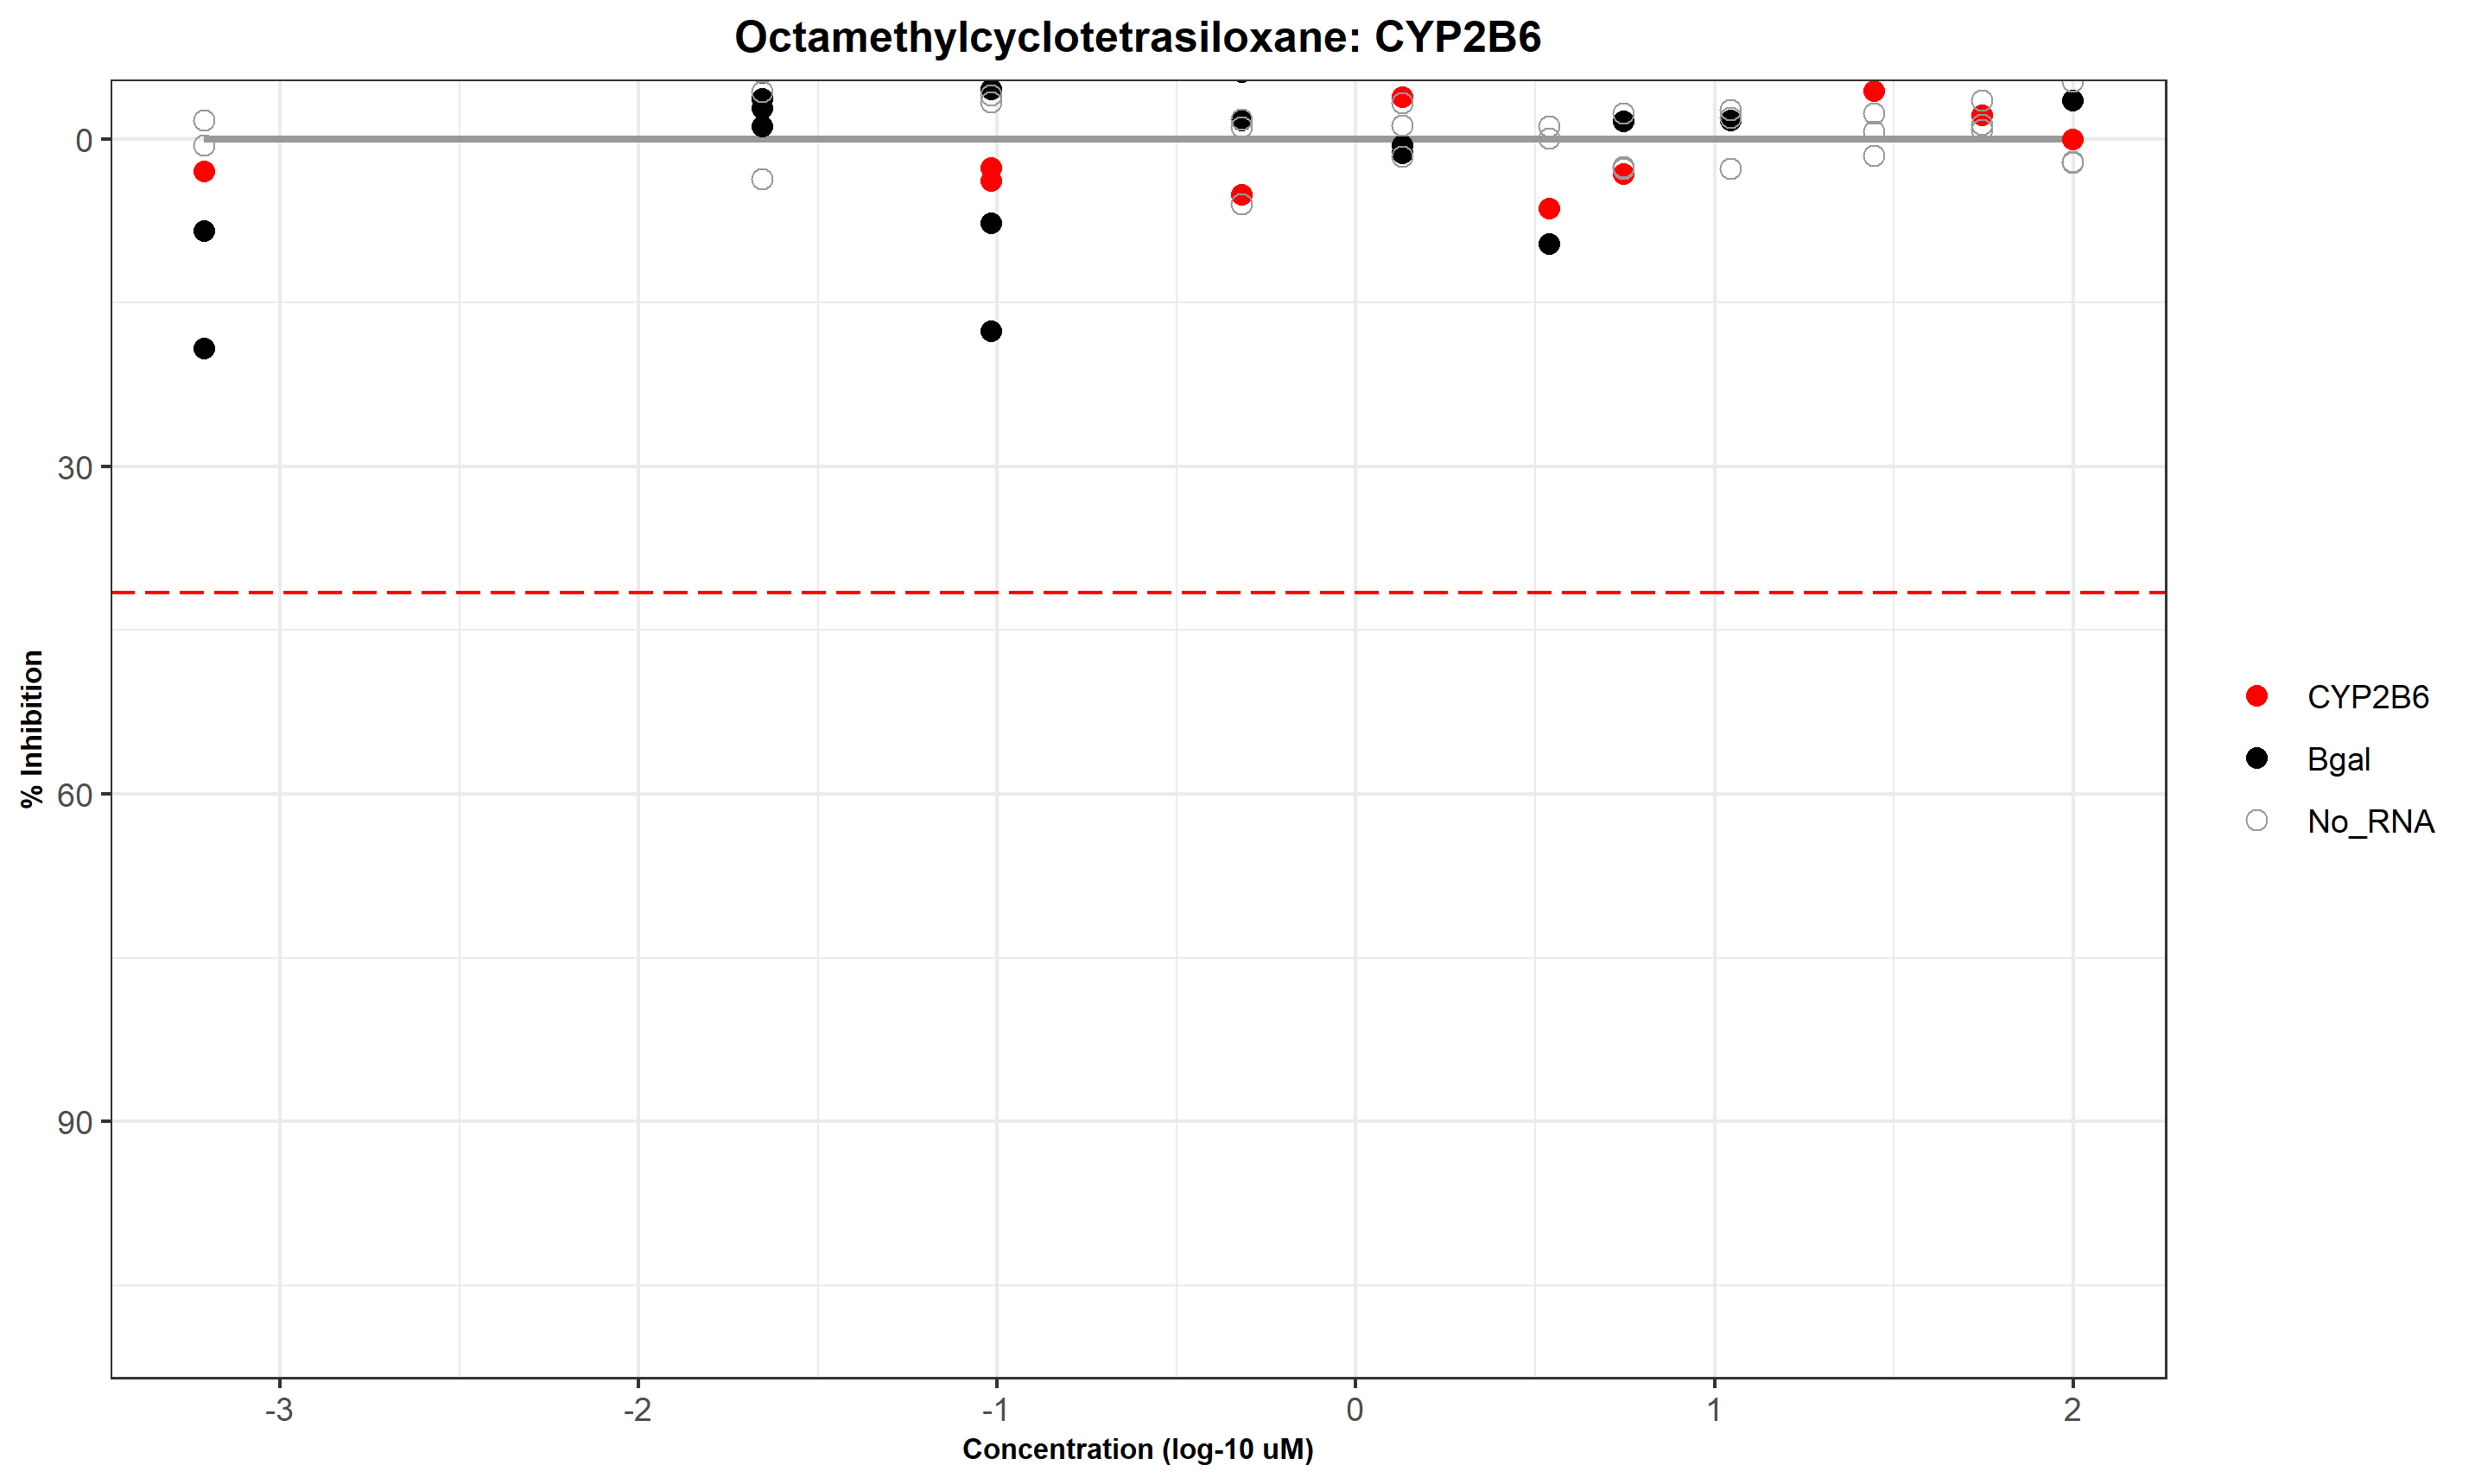 Octamethylcyclotetrasiloxane: CYP2B6
0
30
60
90
% Inhibition
-3
-2
-1
0
1
2
Concentration (log-10 uM)
CYP2B6
Bgal
No_RNA